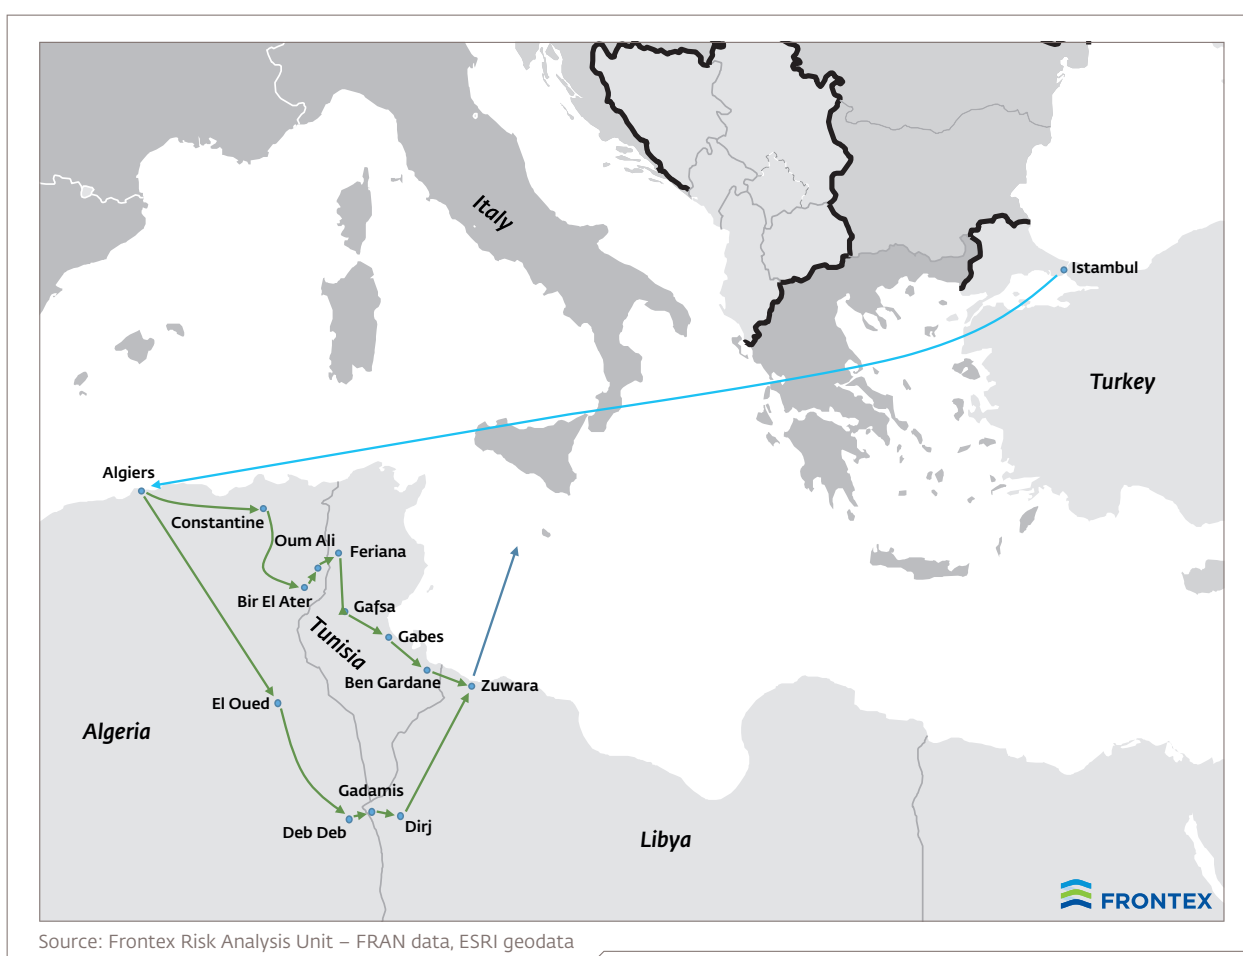 Italy
Istambul
Turkey
Algiers
Constantine
Oum Ali
Feriana
Bir El Ater
Gafsa
Tunisia
Gabes
Ben Gardane
Zuwara
El Oued
Algeria
Gadamis
Deb Deb
Dirj
Libya
FRONTEX
Source: Frontex Risk Analysis Unit – FRAN data, ESRI geodata